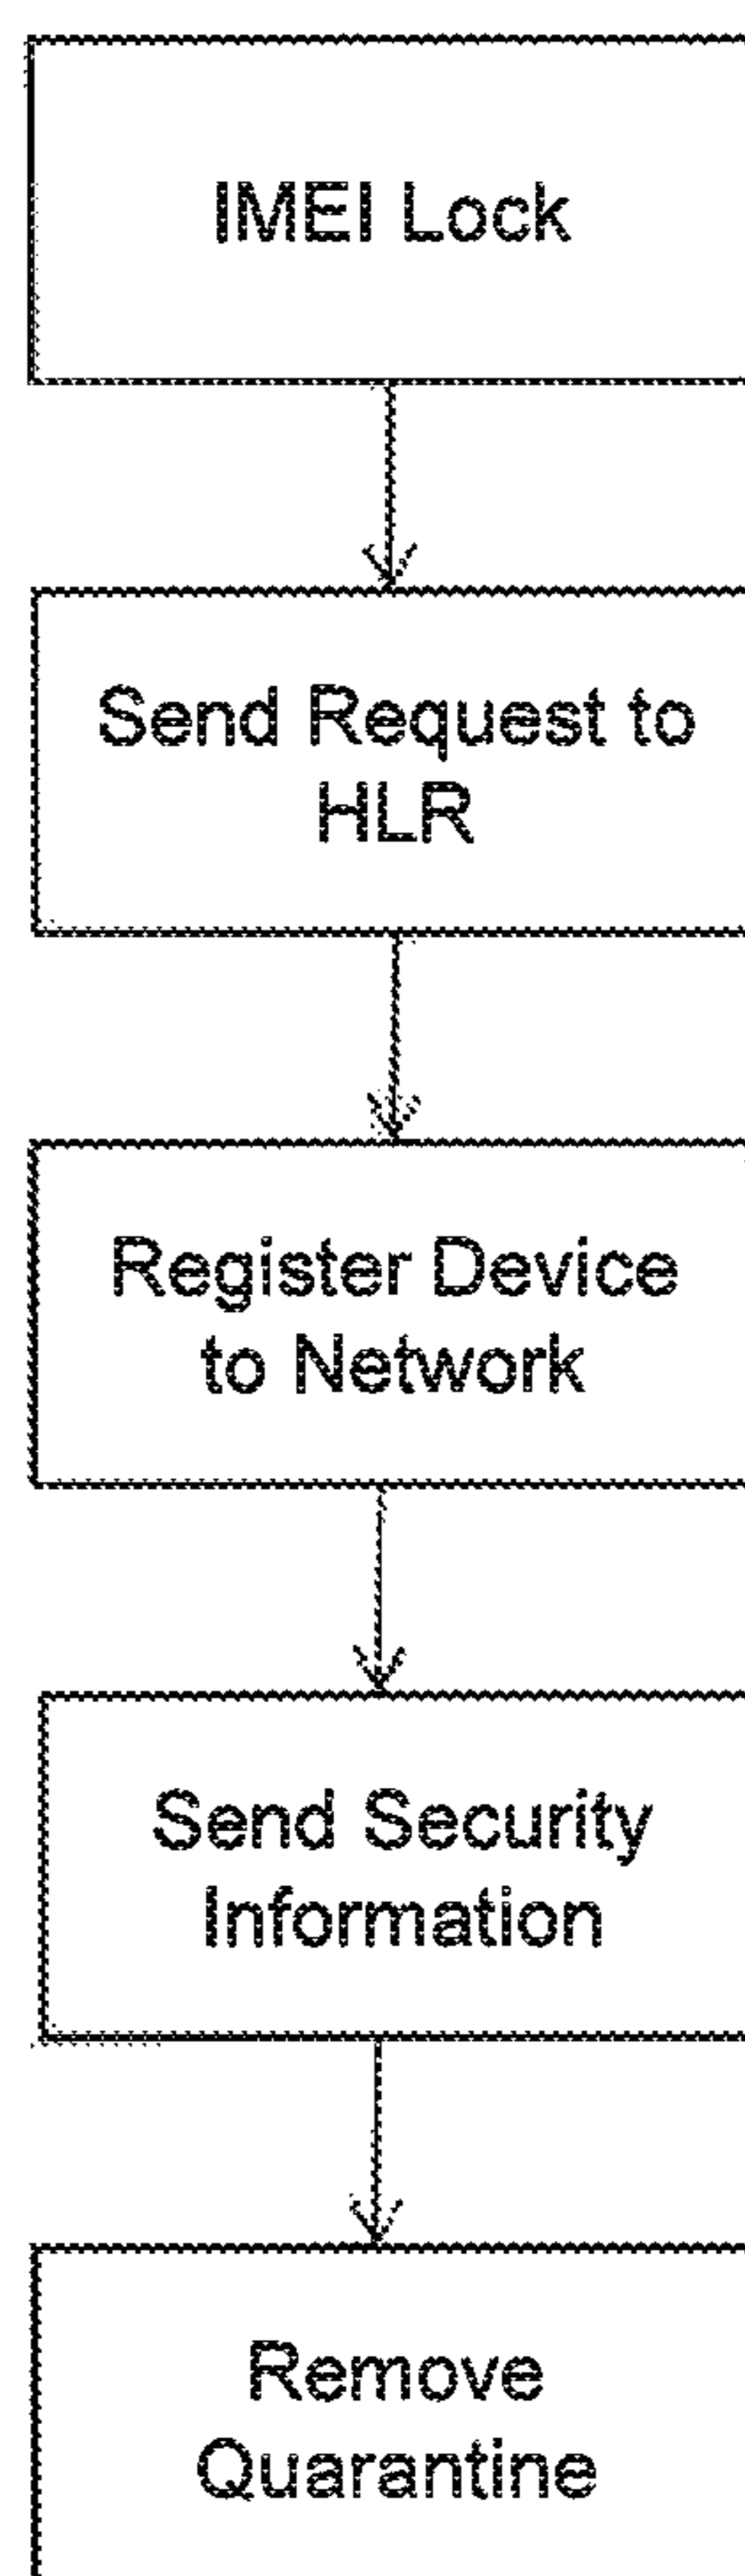 IMEI Lock
Send Request to
HLR
Register Device
to Network
Send Security
Information
Remove
Quarantine